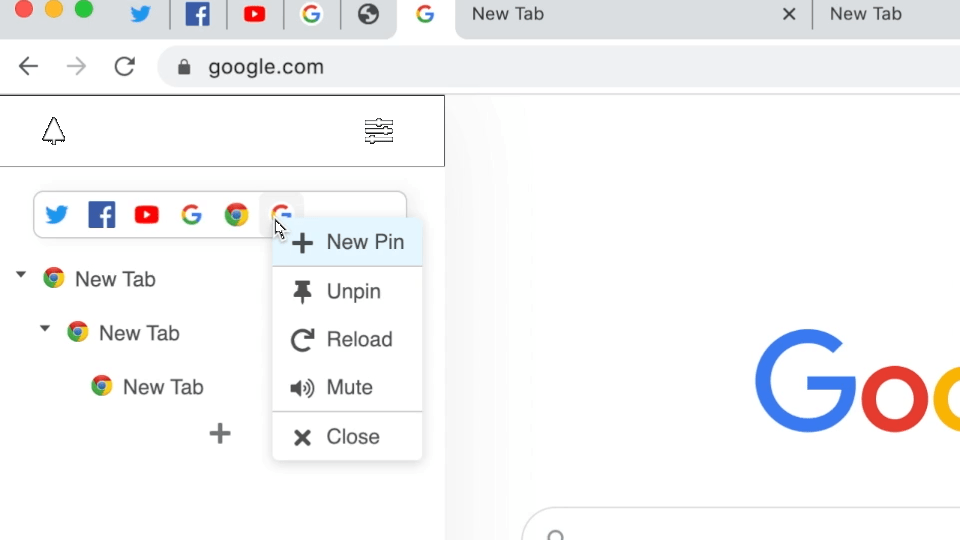 New Tab
New Tab
google.com
New Pin
New Tab
Unpin
New Tab
Reload
New Tab
Mute
Close
Goo